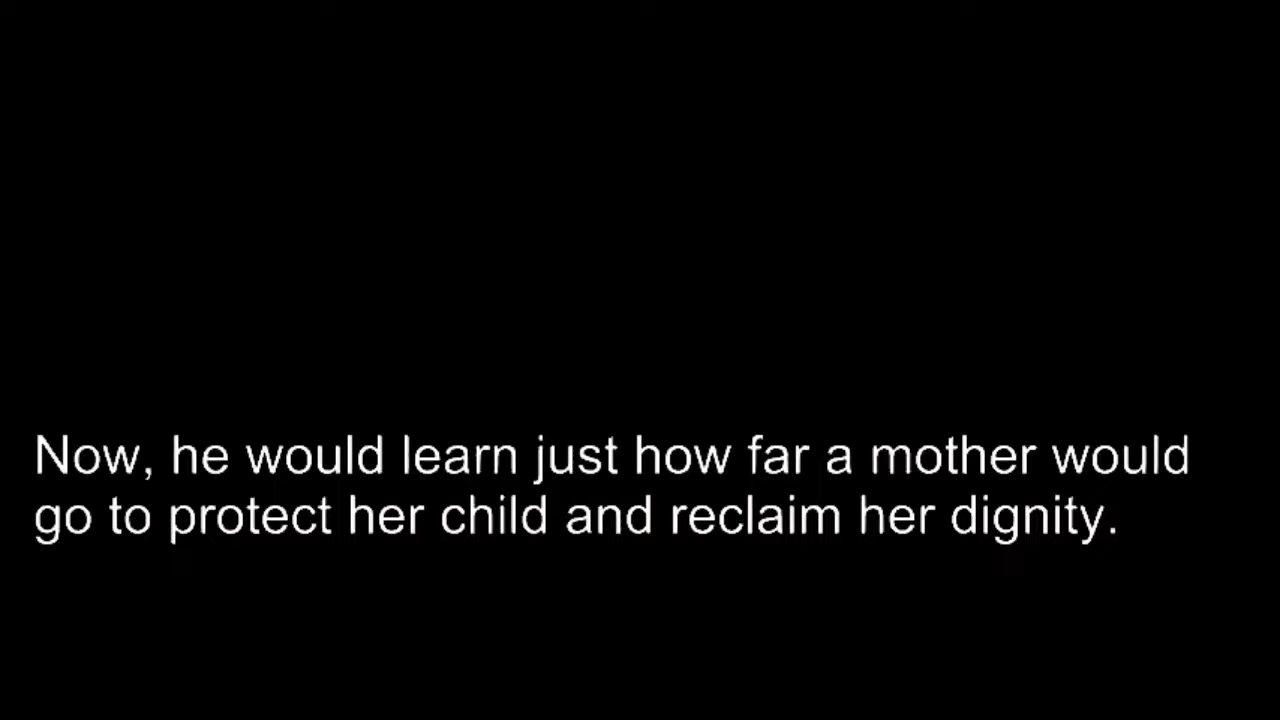 Now, he would learn just how far a mother would
go to protect her child and reclaim her dignity.